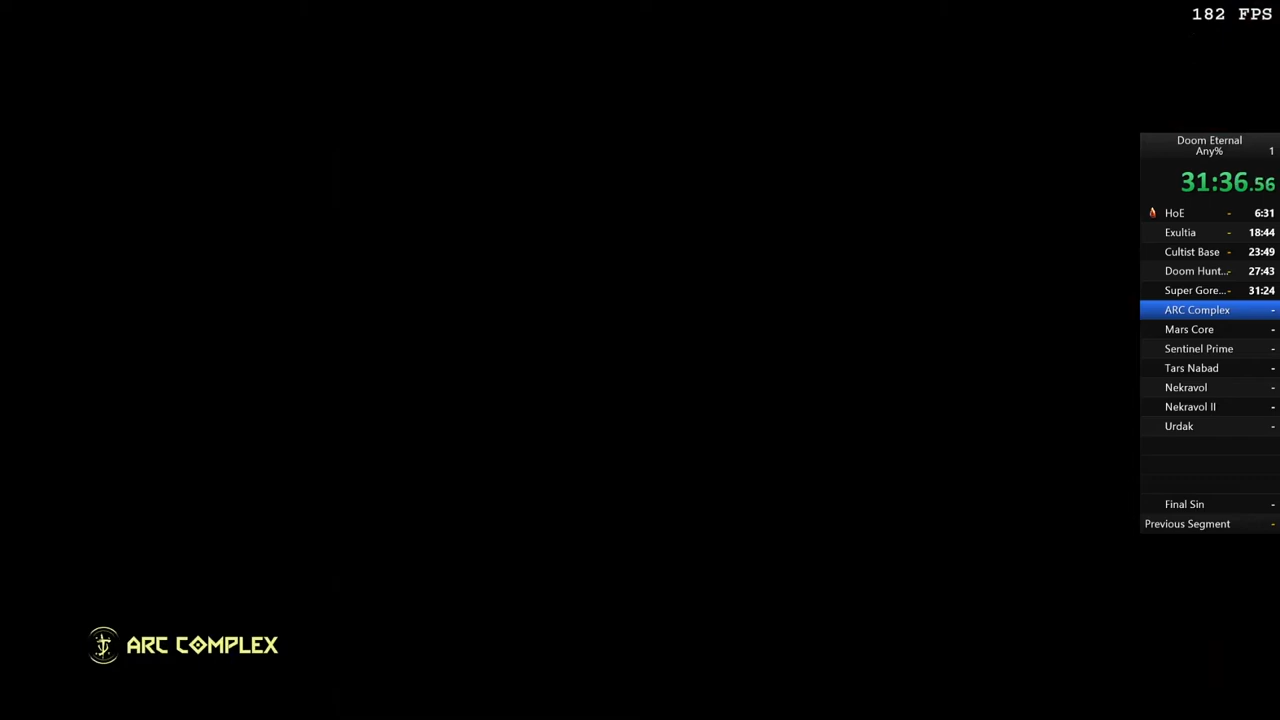 182 FPS
Doom Eternal
Any% 1
31:36.56
HoE - 6:31
Exultia - 18:44
Cultist Base - 23:49
Doom Hunt...- 27:43
Super Gore...- 31:24
ARC Complex -
Mars Core -
Sentinel Prime -
Tars Nabad -
Nekravol -
Nekravol II -
Urdak -
Final Sin -
Previous Segment -
ARC COMPLEX